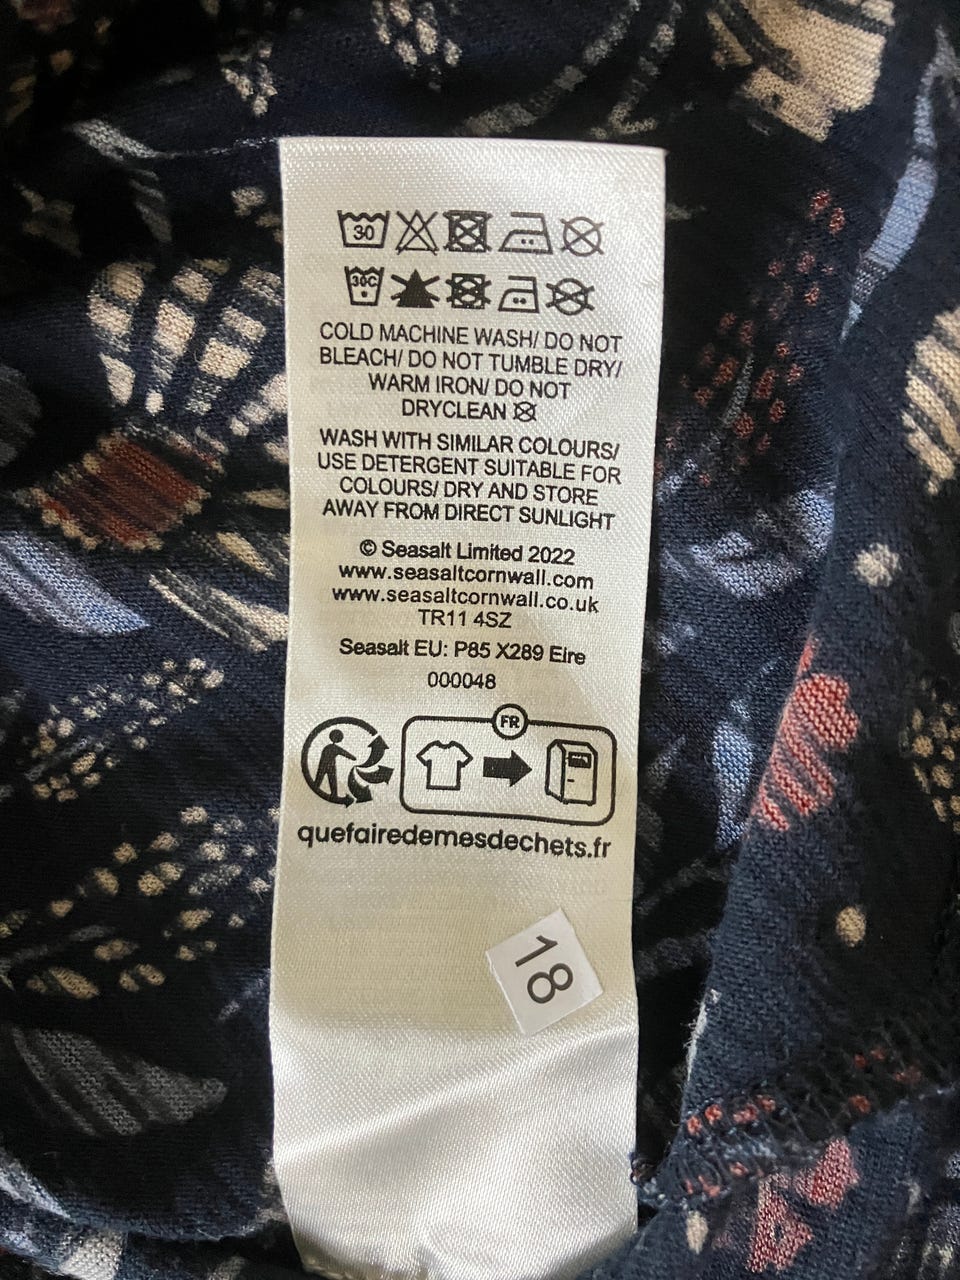 30
30C
COLD MACHINE WASH/ DO NOT
BLEACH/ DO NOT TUMBLE DRY/
WARM IRON/ DO NOT
DRYCLEAN
WASH WITH SIMILAR COLOURS/
USE DETERGENT SUITABLE FOR
COLOURS/ DRY AND STORE
AWAY FROM DIRECT SUNLIGHT
© Seasalt Limited 2022
www.seasaltcornwall.com
www.seasaltcornwall.co.uk
TR11 4SZ
Seasalt EU: P85 X289 Eire
000048
FR
quefairedemesdechets.fr
18